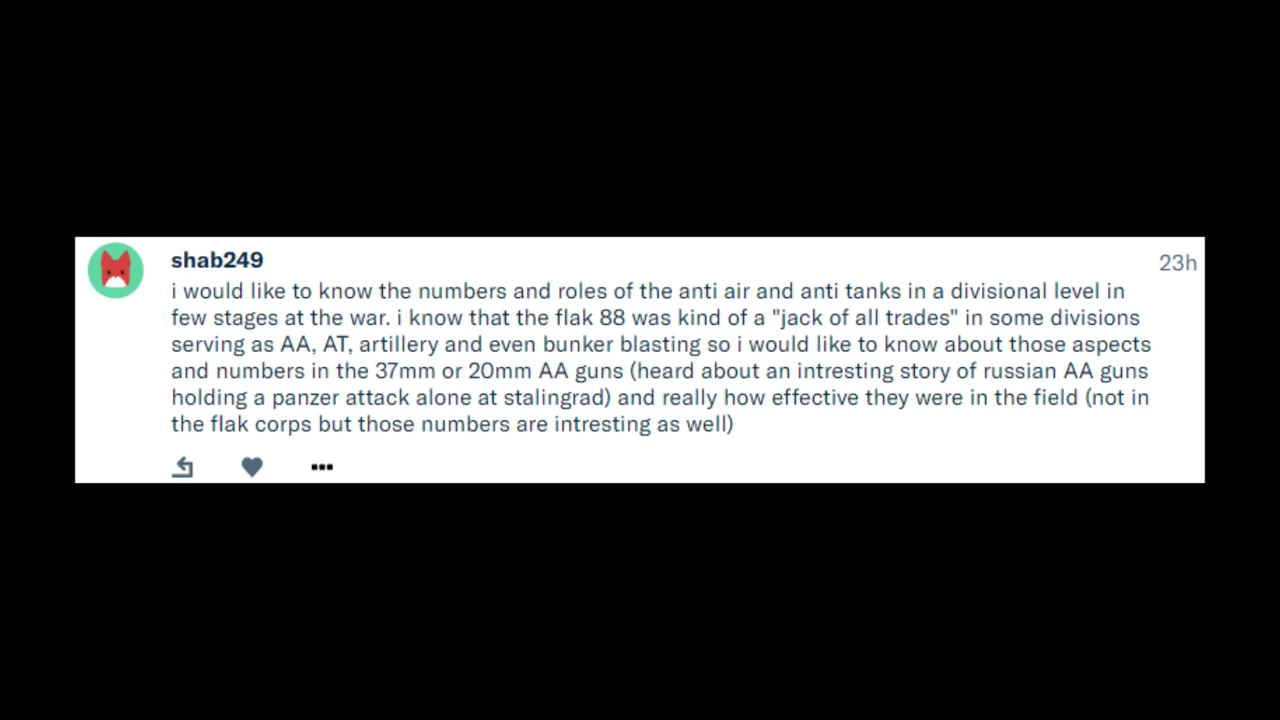 shab249
23h
i would like to know the numbers and roles of the anti air and anti tanks in a divisional level in
few stages at the war. i know that the flak 88 was kind of a "jack of all trades" in some divisions
serving as AA, AT, artillery and even bunker blasting so i would like to know about those aspects
and numbers in the 37mm or 20mm AA guns (heard about an intresting story of russian AA guns
holding a panzer attack alone at stalingrad) and really how effective they were in the field (not in
the flak corps but those numbers are intresting as well)